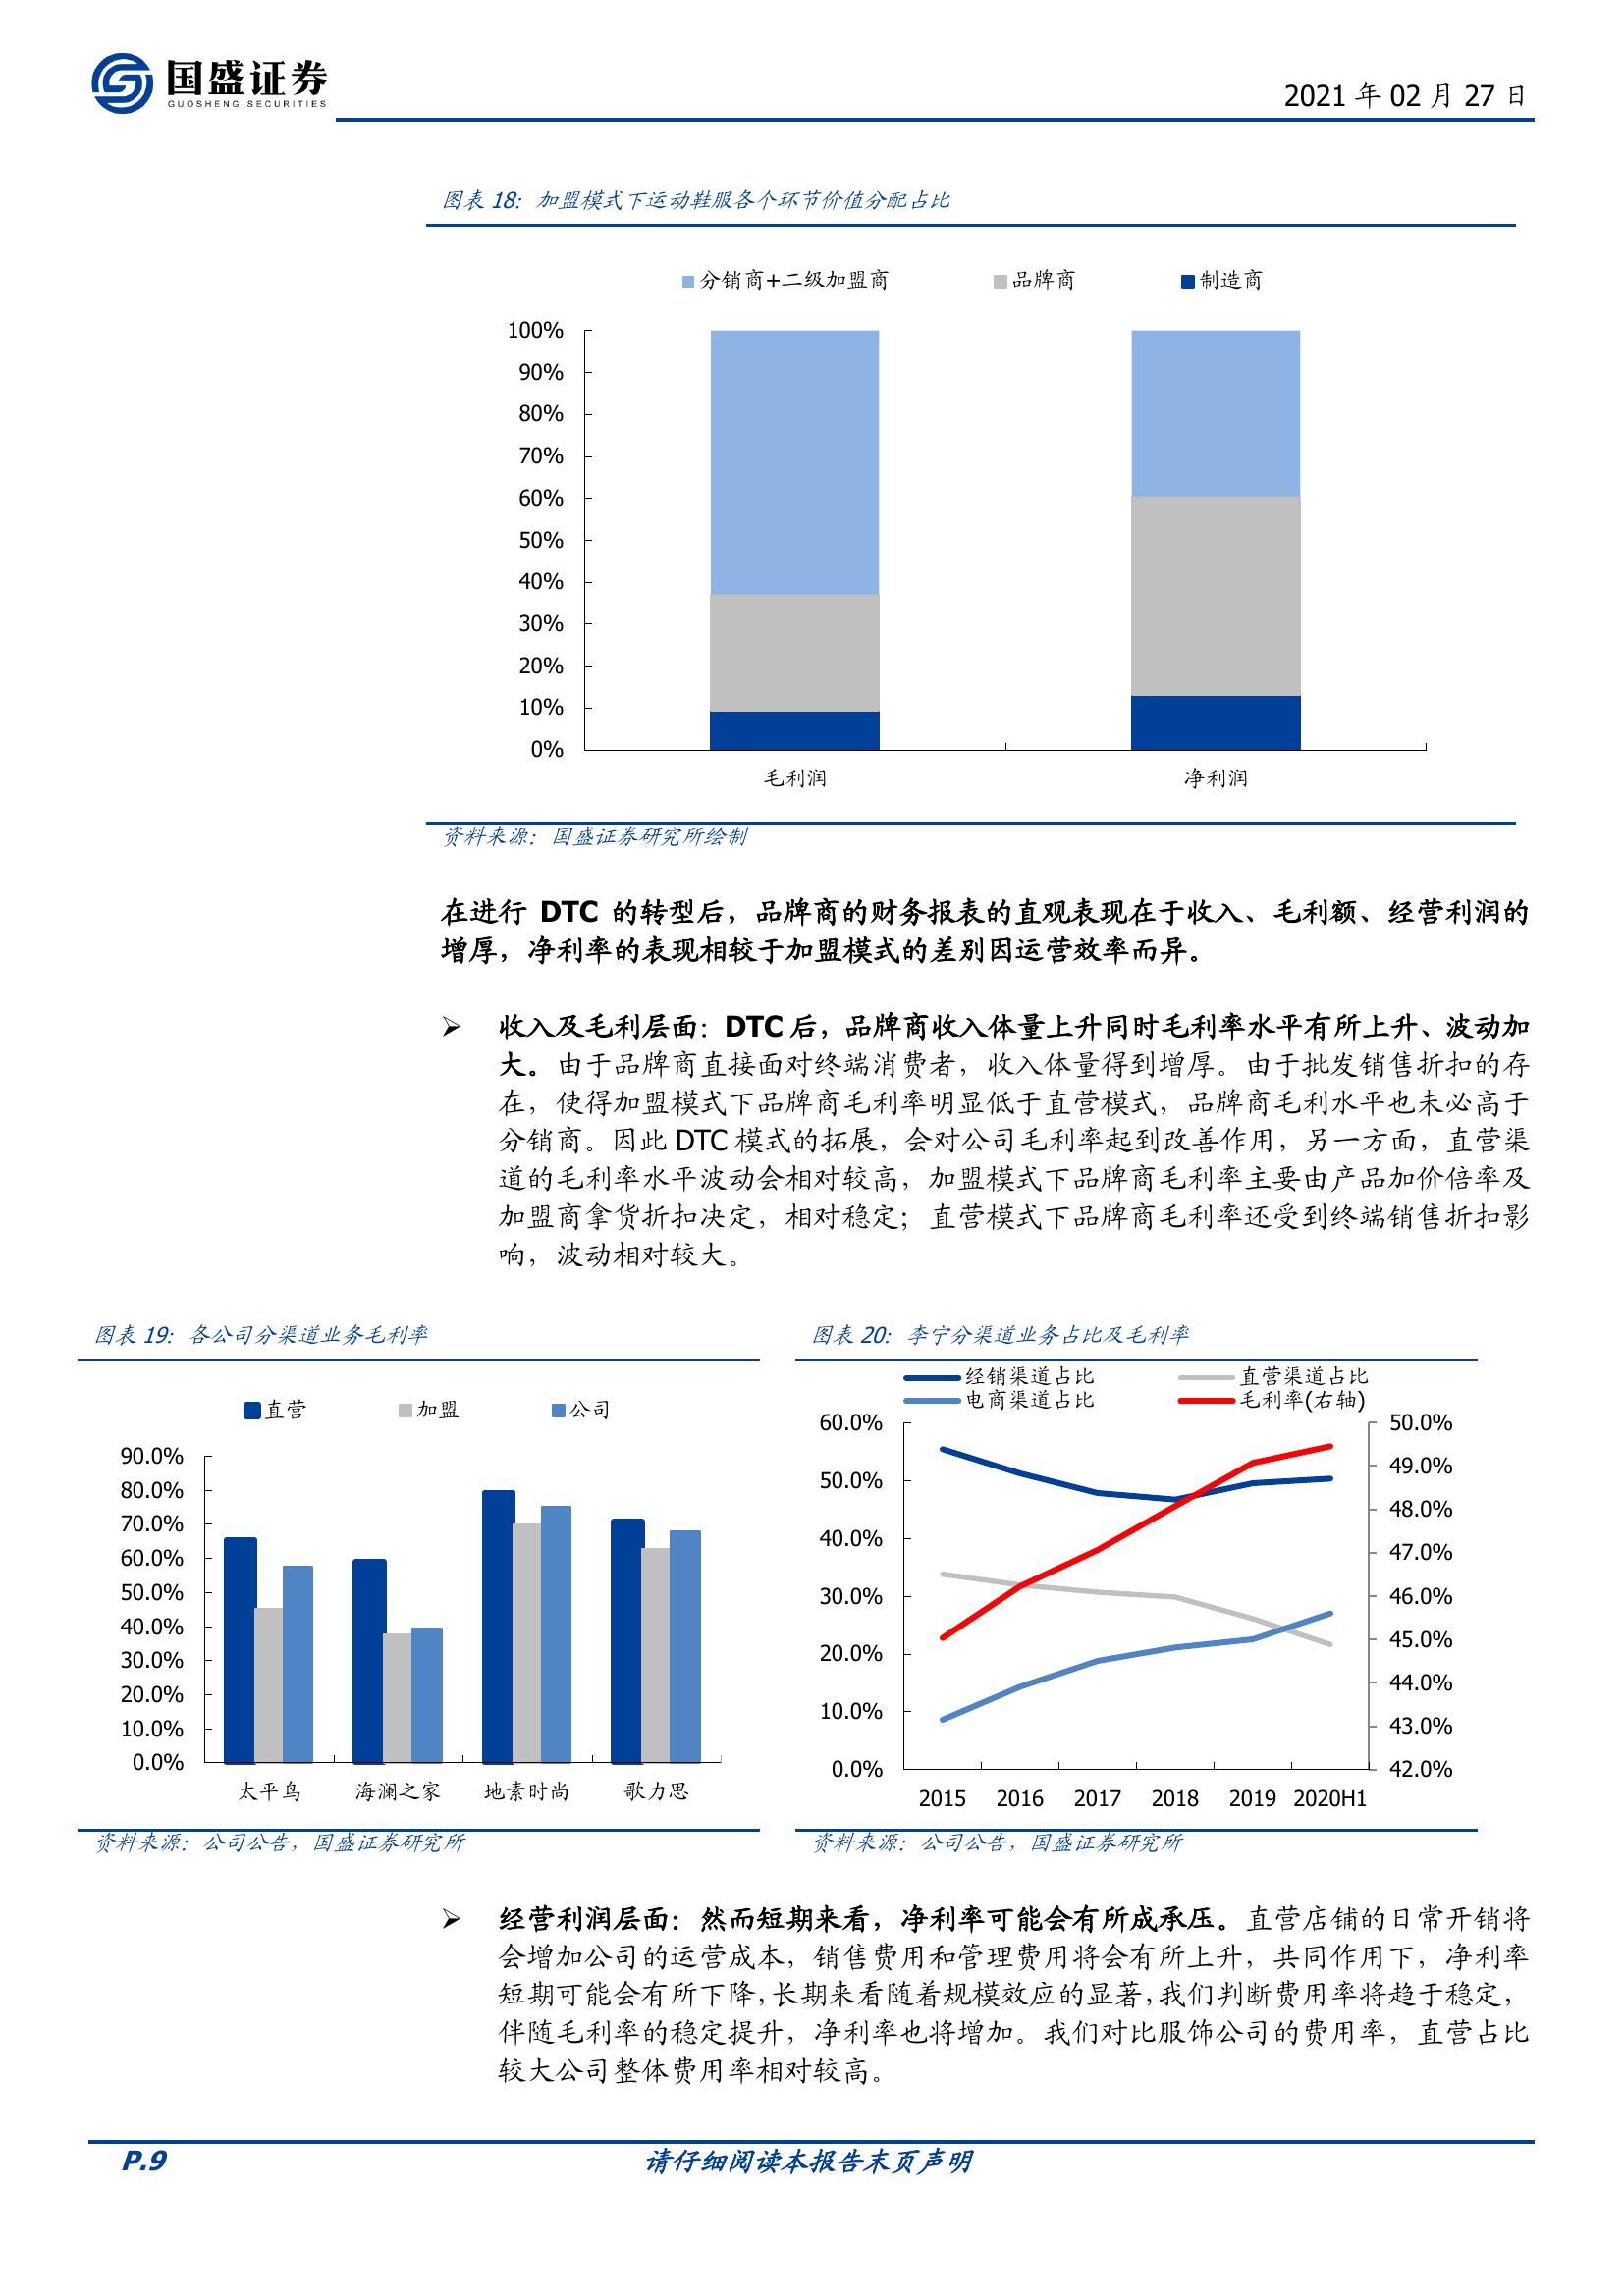 国盛证券
GUOSHENG SECURITIES
2021 年 02 月 27 日
图表 18：加盟模式下运动鞋服各个环节价值分配占比
分销商+二级加盟商 品牌商 制造商
100%
90%
80%
70%
60%
50%
40%
30%
20%
10%
0%
毛利润 净利润
资料来源：国盛证券研究所绘制
在进行 DTC 的转型后，品牌商的财务报表的直观表现在于收入、毛利额、经营利润的
增厚，净利率的表现相较于加盟模式的差别因运营效率而异。
➢ 收入及毛利层面：DTC 后，品牌商收入体量上升同时毛利率水平有所上升、波动加
大。由于品牌商直接面对终端消费者，收入体量得到增厚。由于批发销售折扣的存
在，使得加盟模式下品牌商毛利率明显低于直营模式，品牌商毛利水平也未必高于
分销商。因此 DTC 模式的拓展，会对公司毛利率起到改善作用，另一方面，直营渠
道的毛利率水平波动会相对较高，加盟模式下品牌商毛利率主要由产品加价倍率及
加盟商拿货折扣决定，相对稳定；直营模式下品牌商毛利率还受到终端销售折扣影
响，波动相对较大。
图表 19：各公司分渠道业务毛利率
直营 加盟 公司
90.0%
80.0%
70.0%
60.0%
50.0%
40.0%
30.0%
20.0%
10.0%
0.0%
太平鸟 海澜之家 地素时尚 歌力思
资料来源：公司公告，国盛证券研究所
图表 20：李宁分渠道业务占比及毛利率
经销渠道占比 直营渠道占比
电商渠道占比 毛利率(右轴)
60.0%
50.0%
40.0%
30.0%
20.0%
10.0%
0.0%
50.0%
49.0%
48.0%
47.0%
46.0%
45.0%
44.0%
43.0%
42.0%
2015 2016 2017 2018 2019 2020H1
资料来源：公司公告，国盛证券研究所
➢ 经营利润层面：然而短期来看，净利率可能会有所成承压。直营店铺的日常开销将
会增加公司的运营成本，销售费用和管理费用将会有所上升，共同作用下，净利率
短期可能会有所下降，长期来看随着规模效应的显著，我们判断费用率将趋于稳定，
伴随毛利率的稳定提升，净利率也将增加。我们对比服饰公司的费用率，直营占比
较大公司整体费用率相对较高。
P.9 请仔细阅读本报告末页声明